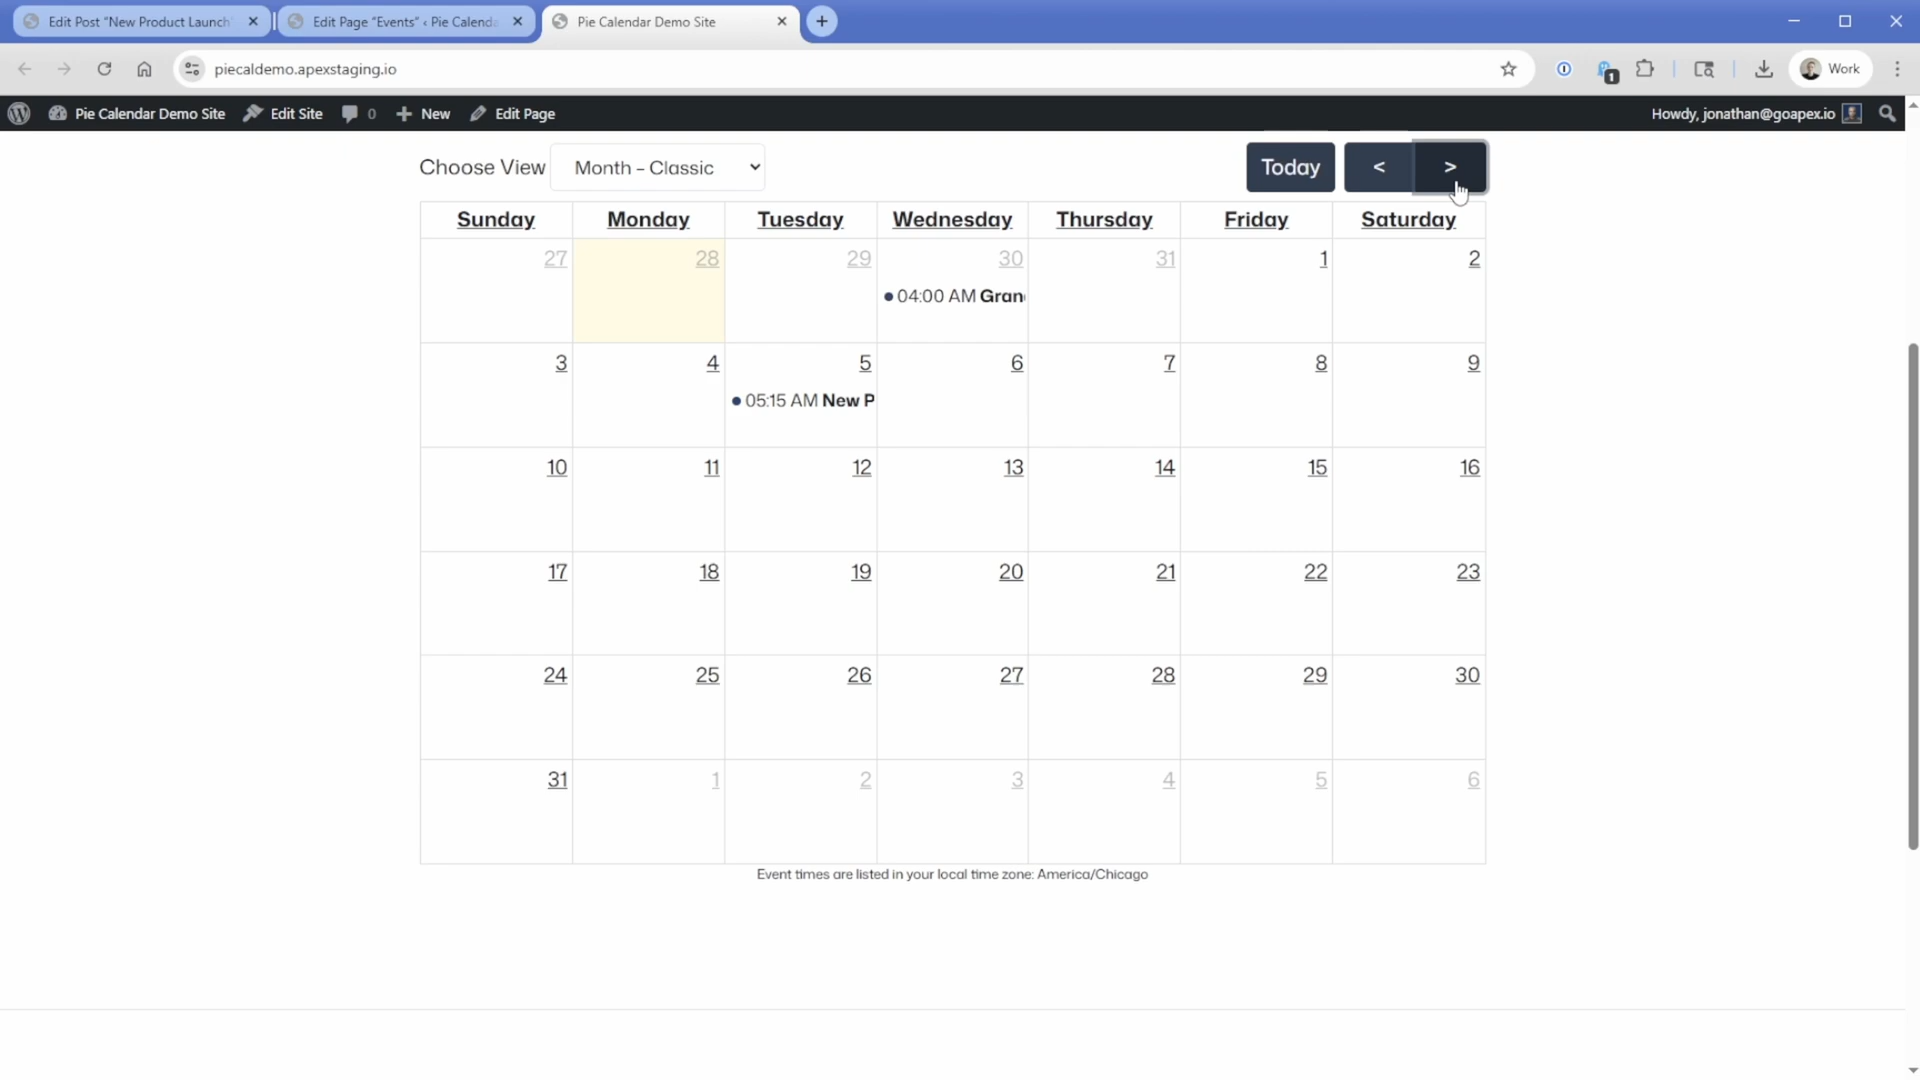 Edit Post "New Product Launch"
Edit Page "Events" ‹ Pie Calenda
Pie Calendar Demo Site
piecaldemo.apexstaging.io
1
Work
Pie Calendar Demo Site
Edit Site
0
New
Edit Page
Howdy, jonathan@goapex.io
Choose View
Month – Classic
Today
<
>
Sunday Monday Tuesday Wednesday Thursday Friday Saturday
27 28 29 30 31 1 2
04:00 AM Gran
3 4 5 6 7 8 9
05:15 AM New P
10 11 12 13 14 15 16
17 18 19 20 21 22 23
24 25 26 27 28 29 30
31 1 2 3 4 5 6
Event times are listed in your local time zone: America/Chicago